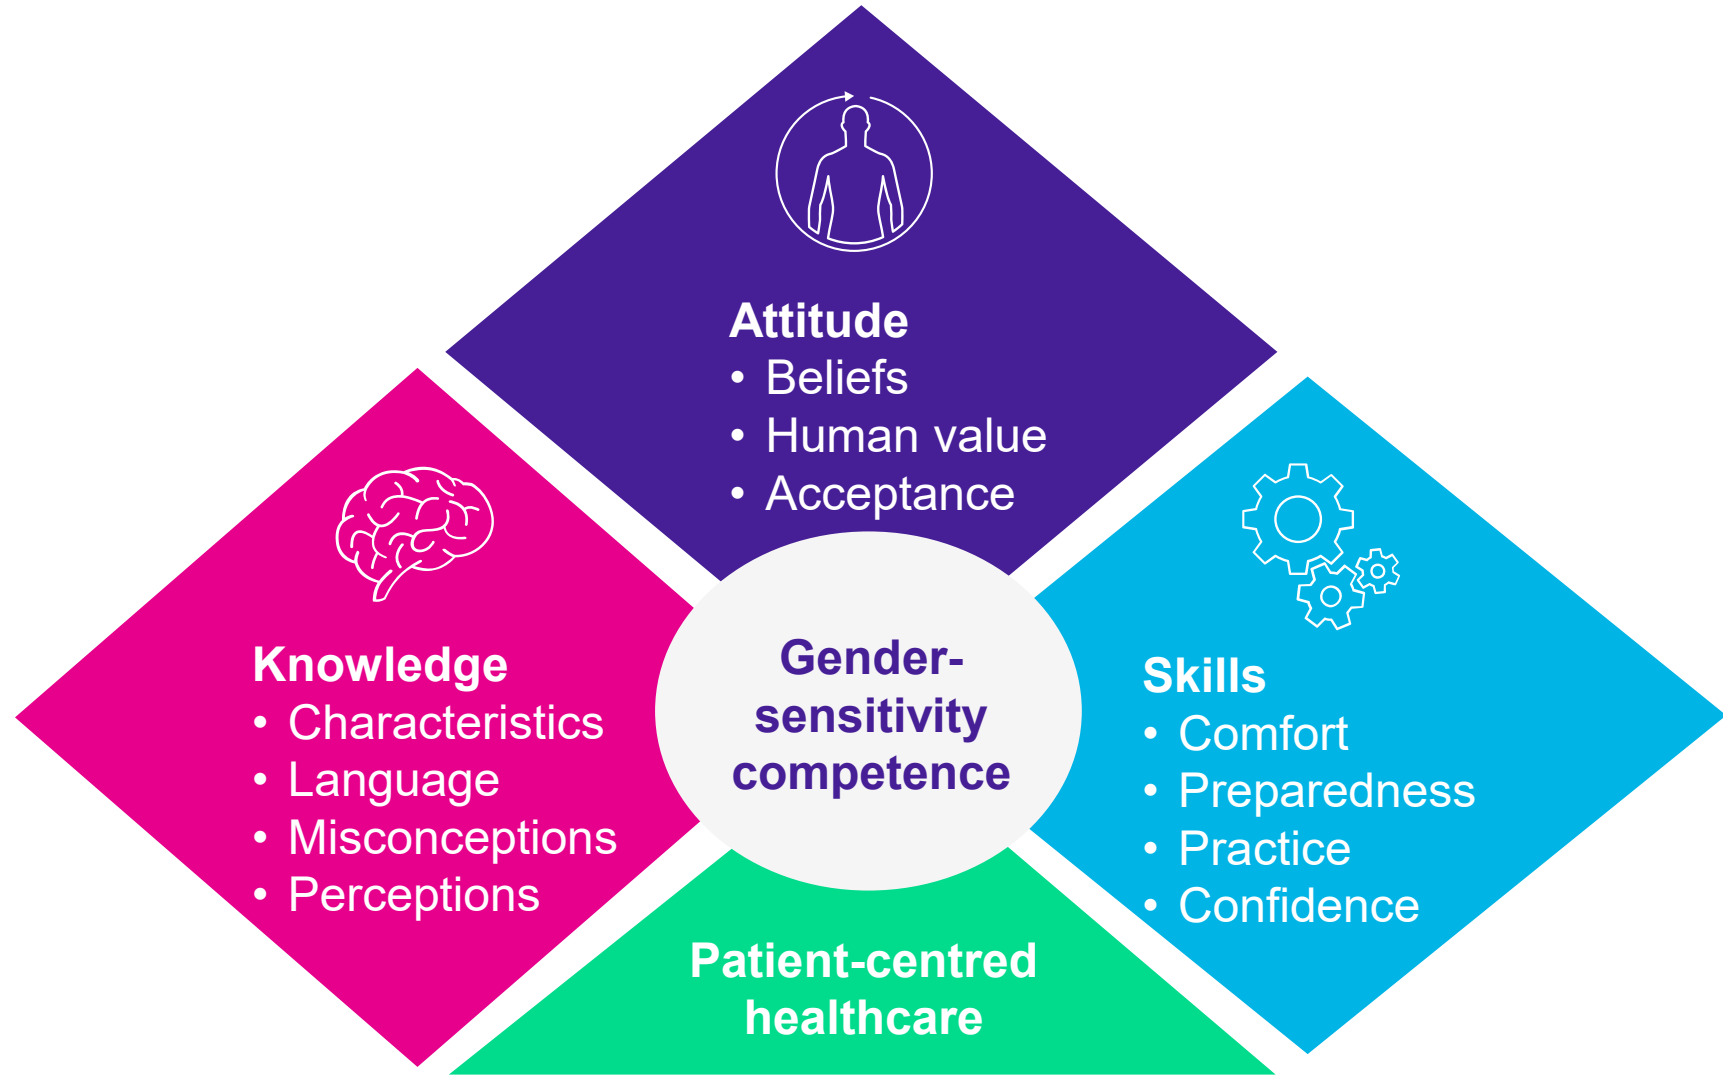 Attitude
• Beliefs
• Human value
• Acceptance
Knowledge
• Characteristics
• Language
• Misconceptions
• Perceptions
Gender-
sensitivity
competence
Skills
• Comfort
• Preparedness
• Practice
• Confidence
Patient-centred
healthcare